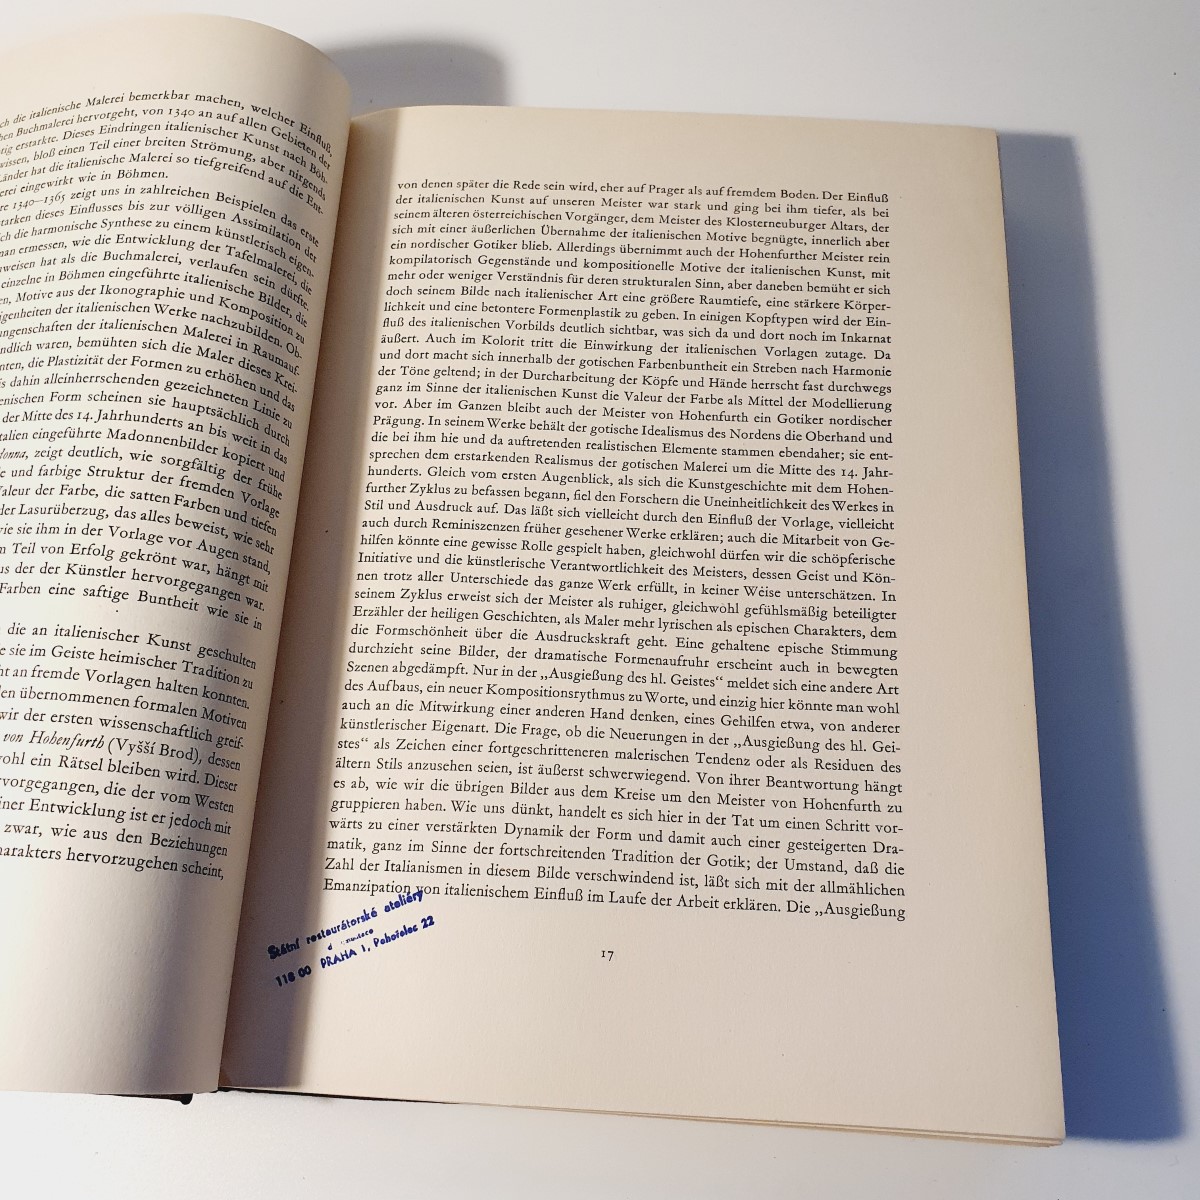 ch die italienische Malerei bemerkbar machen, welcher Einfluß,
hen Buchmalerei hervorgeht, von 1340 an auf allen Gebieten der
tig erstarkte. Dieses Eindringen italienischer Kunst nach Böh-
wissen, bloß einen Teil einer breiten Strömung, aber nirgends
Länder hat die italienische Malerei so tiefgreifend auf die Ent-
erei eingewirkt wie in Böhmen.
re 1340–1365 zeigt uns in zahlreichen Beispielen das erste
starken dieses Einflusses bis zur völligen Assimilation der
ch die harmonische Synthese zu einem künstlerisch eigen-
man ermessen, wie die Entwicklung der Tafelmalerei, die
weisen hat als die Buchmalerei, verlaufen sein dürfte.
einzelne in Böhmen eingeführte italienische Bilder, die
en, Motive aus der Ikonographie und Komposition zu
igenheiten der italienischen Werke nachzubilden. Ob-
ungenschaften der italienischen Malerei in Raumauf-
ndlich waren, bemühten sich die Maler dieses Krei-
nten, die Plastizität der Formen zu erhöhen und das
is dahin alleinherrschenden gezeichneten Linie zu
enischen Form scheinen sie hauptsächlich durch
der Mitte des 14. Jahrhunderts an bis weit in das
talien eingeführte Madonnenbilder kopiert und
donna, zeigt deutlich, wie sorgfältig der frühe
e und farbige Struktur der fremden Vorlage
Valeur der Farbe, die satten Farben und tiefen
der Lasurüberzug, das alles beweist, wie sehr
wie sie ihm in der Vorlage vor Augen stand,
m Teil von Erfolg gekrönt war, hängt mit
us der der Künstler hervorgegangen war.
Farben eine saftige Buntheit wie sie in
die an italienischer Kunst geschulten
e sie im Geiste heimischer Tradition zu
ht an fremde Vorlagen halten konnten.
den übernommenen formalen Motiven
wir der ersten wissenschaftlich greif-
von Hohenfurth (Vyšší Brod), dessen
wohl ein Rätsel bleiben wird. Dieser
rvorgegangen, die der vom Westen
einer Entwicklung ist er jedoch mit
zwar, wie aus den Beziehungen
harakters hervorzugehen scheint,
von denen später die Rede sein wird, eher auf Prager als auf fremdem Boden. Der Einfluß
der italienischen Kunst auf unseren Meister war stark und ging bei ihm tiefer, als bei
seinem älteren österreichischen Vorgänger, dem Meister des Klosterneuburger Altars, der
sich mit einer äußerlichen Übernahme der italienischen Motive begnügte, innerlich aber
ein nordischer Gotiker blieb. Allerdings übernimmt auch der Hohenfurther Meister rein
kompilatorisch Gegenstände und kompositionelle Motive der italienischen Kunst, mit
mehr oder weniger Verständnis für deren strukturalen Sinn, aber daneben bemüht er sich
doch seinem Bilde nach italienischer Art eine größere Raumtiefe, eine stärkere Körper-
lichkeit und eine betontere Formenplastik zu geben. In einigen Kopftypen wird der Ein-
fluß des italienischen Vorbilds deutlich sichtbar, was sich da und dort noch im Inkarnat
äußert. Auch im Kolorit tritt die Einwirkung der italienischen Vorlagen zutage. Da
und dort macht sich innerhalb der gotischen Farbenbuntheit ein Streben nach Harmonie
der Töne geltend; in der Durcharbeitung der Köpfe und Hände herrscht fast durchwegs
ganz im Sinne der italienischen Kunst die Valeur der Farbe als Mittel der Modellierung
vor. Aber im Ganzen bleibt auch der Meister von Hohenfurth ein Gotiker nordischer
Prägung. In seinem Werke behält der gotische Idealismus des Nordens die Oberhand und
die bei ihm hie und da auftretenden realistischen Elemente stammen ebendaher; sie ent-
sprechen dem erstarkenden Realismus der gotischen Malerei um die Mitte des 14. Jahr-
hunderts. Gleich vom ersten Augenblick, als sich die Kunstgeschichte mit dem Hohen-
further Zyklus zu befassen begann, fiel den Forschern die Uneinheitlichkeit des Werkes in
Stil und Ausdruck auf. Das läßt sich vielleicht durch den Einfluß der Vorlage, vielleicht
auch durch Reminiszenzen früher gesehener Werke erklären; auch die Mitarbeit von Ge-
hilfen könnte eine gewisse Rolle gespielt haben, gleichwohl dürfen wir die schöpferische
Initiative und die künstlerische Verantwortlichkeit des Meisters, dessen Geist und Kön-
nen trotz aller Unterschiede das ganze Werk erfüllt, in keiner Weise unterschätzen. In
seinem Zyklus erweist sich der Meister als ruhiger, gleichwohl gefühlsmäßig beteiligter
Erzähler der heiligen Geschichten, als Maler mehr lyrischen als epischen Charakters, dem
die Formschönheit über die Ausdruckskraft geht. Eine gehaltene epische Stimmung
durchzieht seine Bilder, der dramatische Formenaufruhr erscheint auch in bewegten
Szenen abgedämpft. Nur in der „Ausgießung des hl. Geistes“ meldet sich eine andere Art
des Aufbaus, ein neuer Kompositionsrythmus zu Worte, und einzig hier könnte man wohl
auch an die Mitwirkung einer anderen Hand denken, eines Gehilfen etwa, von anderer
künstlerischer Eigenart. Die Frage, ob die Neuerungen in der „Ausgießung des hl. Gei-
stes“ als Zeichen einer fortgeschritteneren malerischen Tendenz oder als Residuen des
ältern Stils anzusehen seien, ist äußerst schwerwiegend. Von ihrer Beantwortung hängt
es ab, wie wir die übrigen Bilder aus dem Kreise um den Meister von Hohenfurth zu
gruppieren haben. Wie uns dünkt, handelt es sich hier in der Tat um einen Schritt vor-
wärts zu einer verstärkten Dynamik der Form und damit auch einer gesteigerten Dra-
matik, ganz im Sinne der fortschreitenden Tradition der Gotik; der Umstand, daß die
Zahl der Italianismen in diesem Bilde verschwindend ist, läßt sich mit der allmählichen
Emanzipation von italienischem Einfluß im Laufe der Arbeit erklären. Die „Ausgießung
Státní restaurátorské ateliéry
118 00 PRAHA 1, Pohořelec 22
17